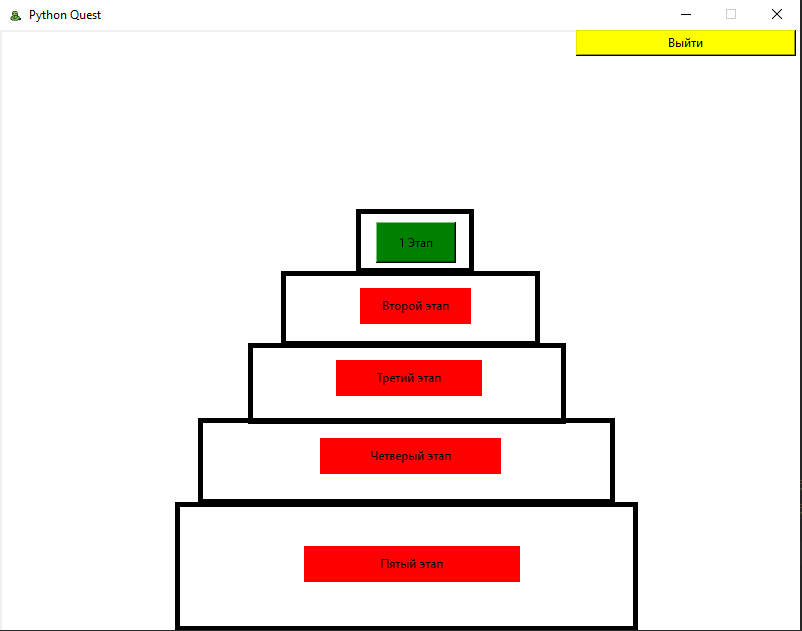 Python Quest
Выйти
1 Этап
Второй этап
Третий этап
Четверый этап
Пятый этап